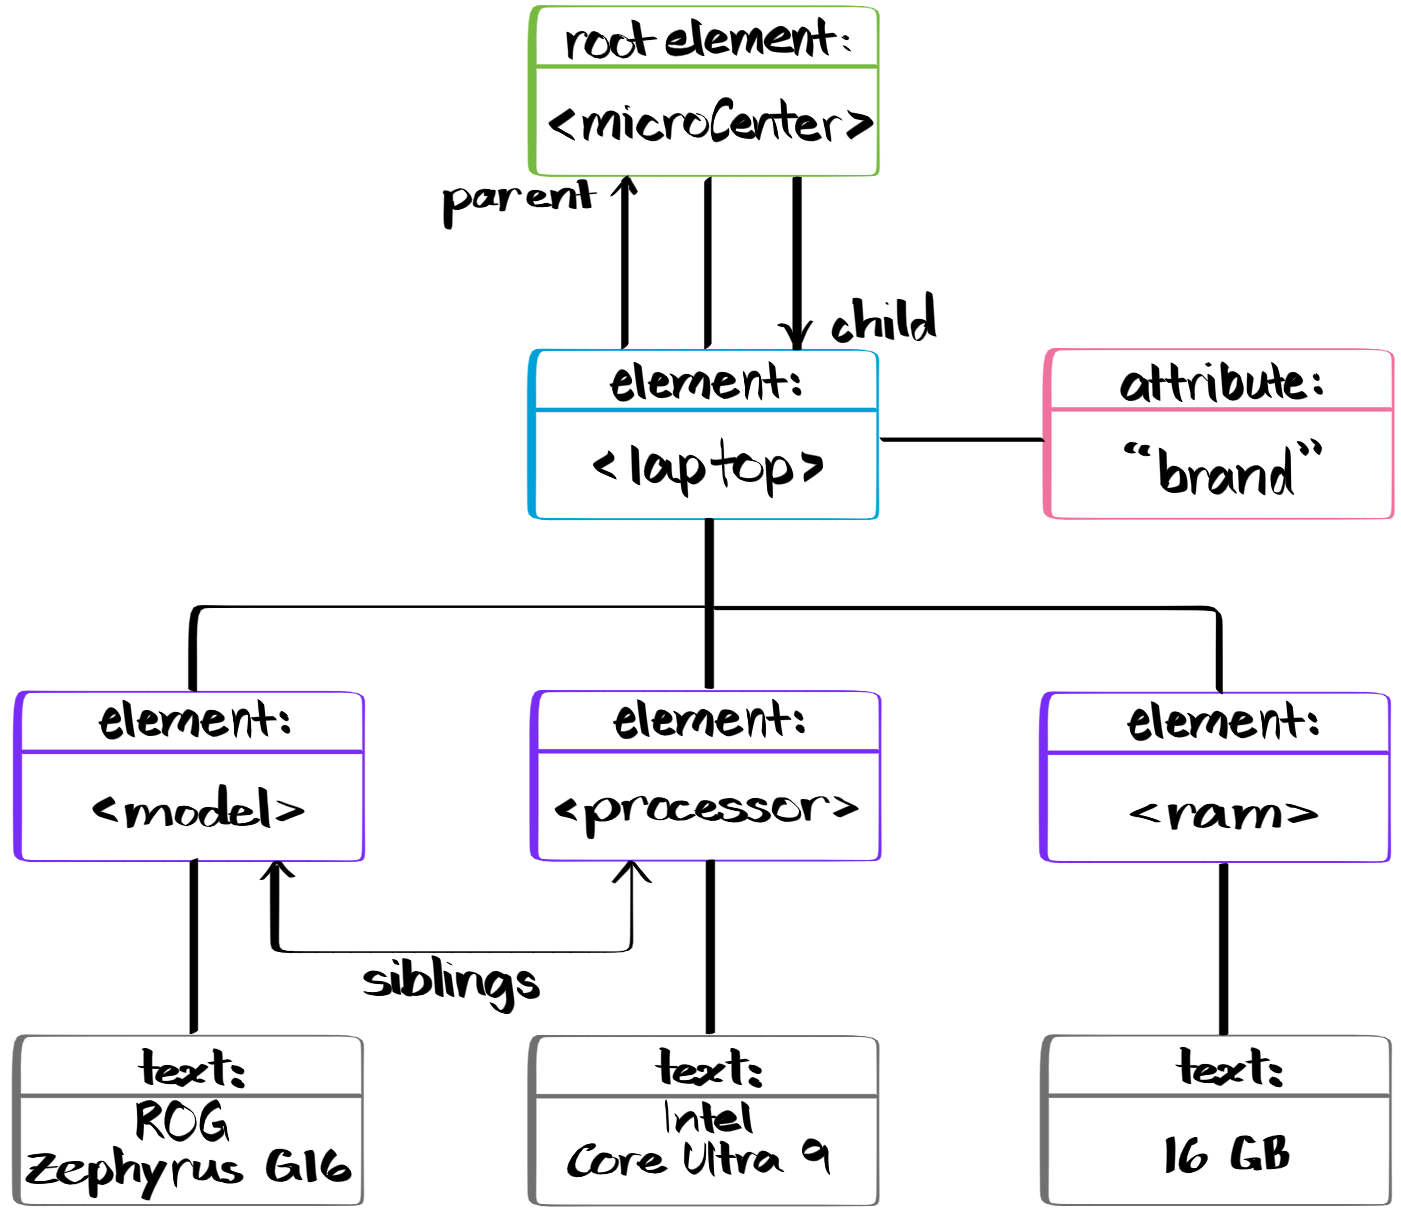 root element:
<microCenter>
parent
child
element:
<laptop>
attribute:
“brand”
element:
<model>
element:
<processor>
element:
<ram>
siblings
text:
ROG
Zephyrus G16
text:
Intel
Core Ultra 9
text:
16 GB